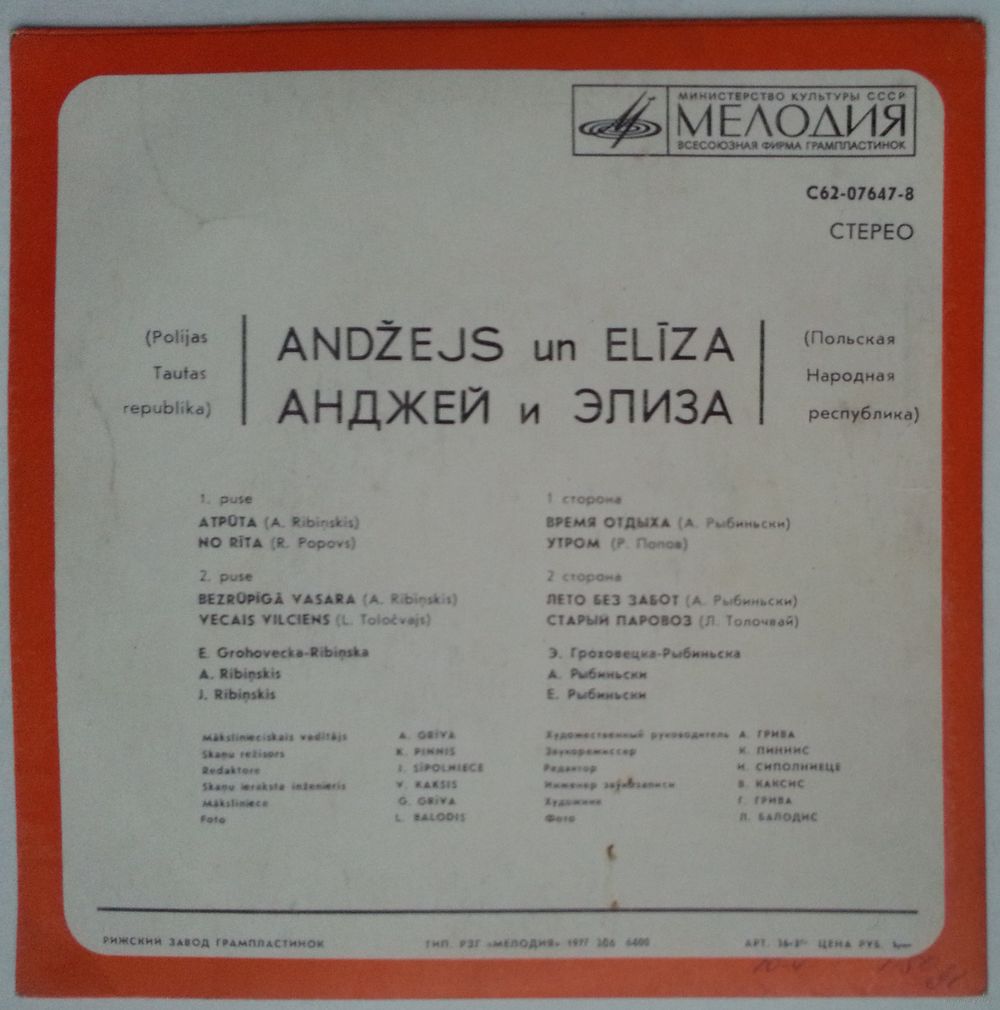 МИНИСТЕРСТВО КУЛЬТУРЫ СССР
МЕЛОДИЯ
ВСЕСОЮЗНАЯ ФИРМА ГРАМПЛАСТИНОК
С62-07647-8
СТЕРЕО
(Polijas
Tautas
republika)
ANDŽEJS un ELĪZA
АНДЖЕЙ и ЭЛИЗА
(Польская
Народная
республика)
1. puse
ATPŪTA (A. Ribiņskis)
NO RĪTA (R. Popovs)
2. puse
BEZRŪPĪGĀ VASARA (A. Ribiņskis)
VECAIS VILCIENS (L. Toločvajs)
E. Grohovecka-Ribiņska
A. Ribiņskis
J. Ribiņskis
1 сторона
ВРЕМЯ ОТДЫХА (А. Рыбиньски)
УТРОМ (Р. Попов)
2 сторона
ЛЕТО БЕЗ ЗАБОТ (А. Рыбиньски)
СТАРЫЙ ПАРОВОЗ (Л. Толочвай)
Э. Гроховецка-Рыбиньска
А. Рыбиньски
Е. Рыбиньски
Mākslinieciskais vadītājs A. GRĪVA
Skaņu režisors K. PINNIS
Redaktore I. SĪPOLNIECE
Skaņu ieraksta inženieris V. KAKSIS
Māksliniece G. GRĪVA
Foto L. BALODIS
Художественный руководитель А. ГРИВА
Звукорежиссер К. ПИННИС
Редактор И. СИПОЛНИЕЦЕ
Инженер звукозаписи В. КАКСИС
Художник Г. ГРИВА
Фото Л. БАЛОДИС
РИЖСКИЙ ЗАВОД ГРАМПЛАСТИНОК
ТИП. РЗГ «МЕЛОДИЯ» 1977 306 6400
АРТ. ЦЕНА РУБ.